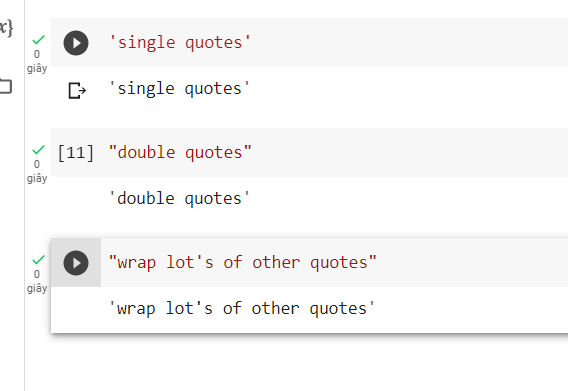 x}
0
giây
'single quotes'
'single quotes'
0
giây
[11] "double quotes"
'double quotes'
0
giây
"wrap lot's of other quotes"
'wrap lot's of other quotes'